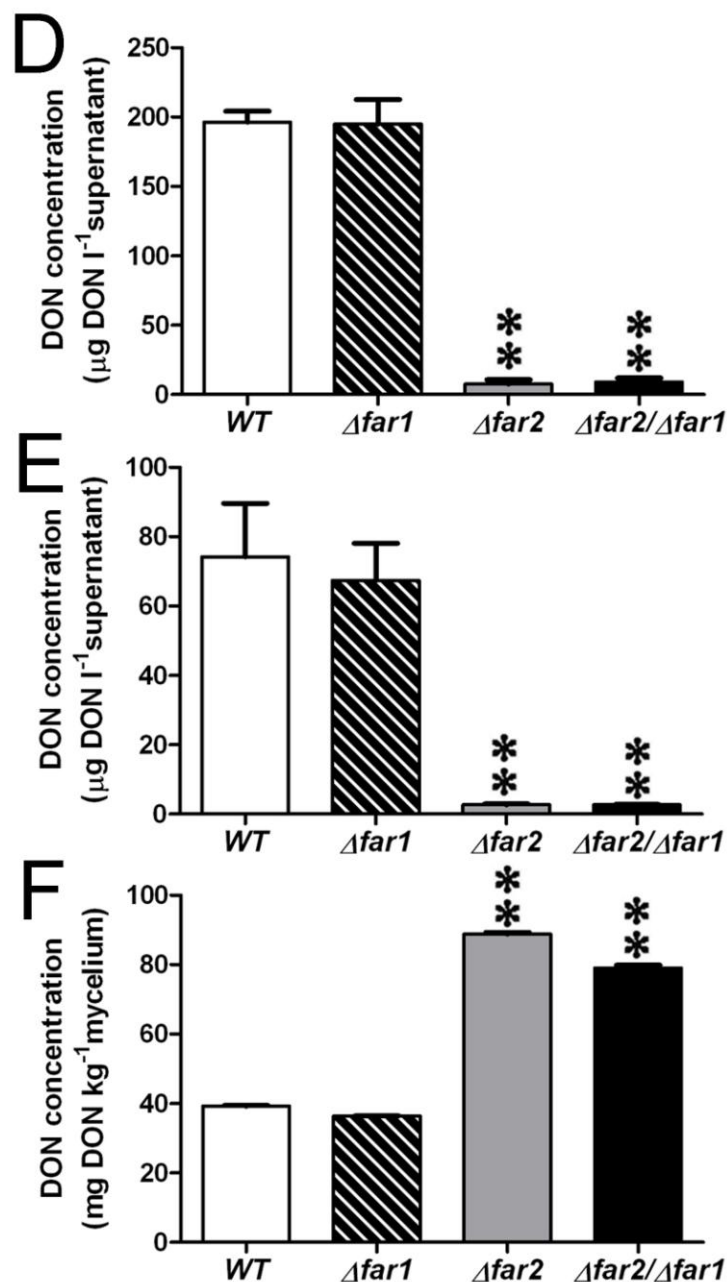 D
DON concentration
(µg DON l⁻¹supernatant)
250
200
150
100
50
0
**
**
WT Δfar1 Δfar2 Δfar2/Δfar1
E
DON concentration
(µg DON l⁻¹supernatant)
100
80
60
40
20
0
**
**
WT Δfar1 Δfar2 Δfar2/Δfar1
F
DON concentration
(mg DON kg⁻¹mycelium)
100
80
60
40
20
0
**
**
WT Δfar1 Δfar2 Δfar2/Δfar1